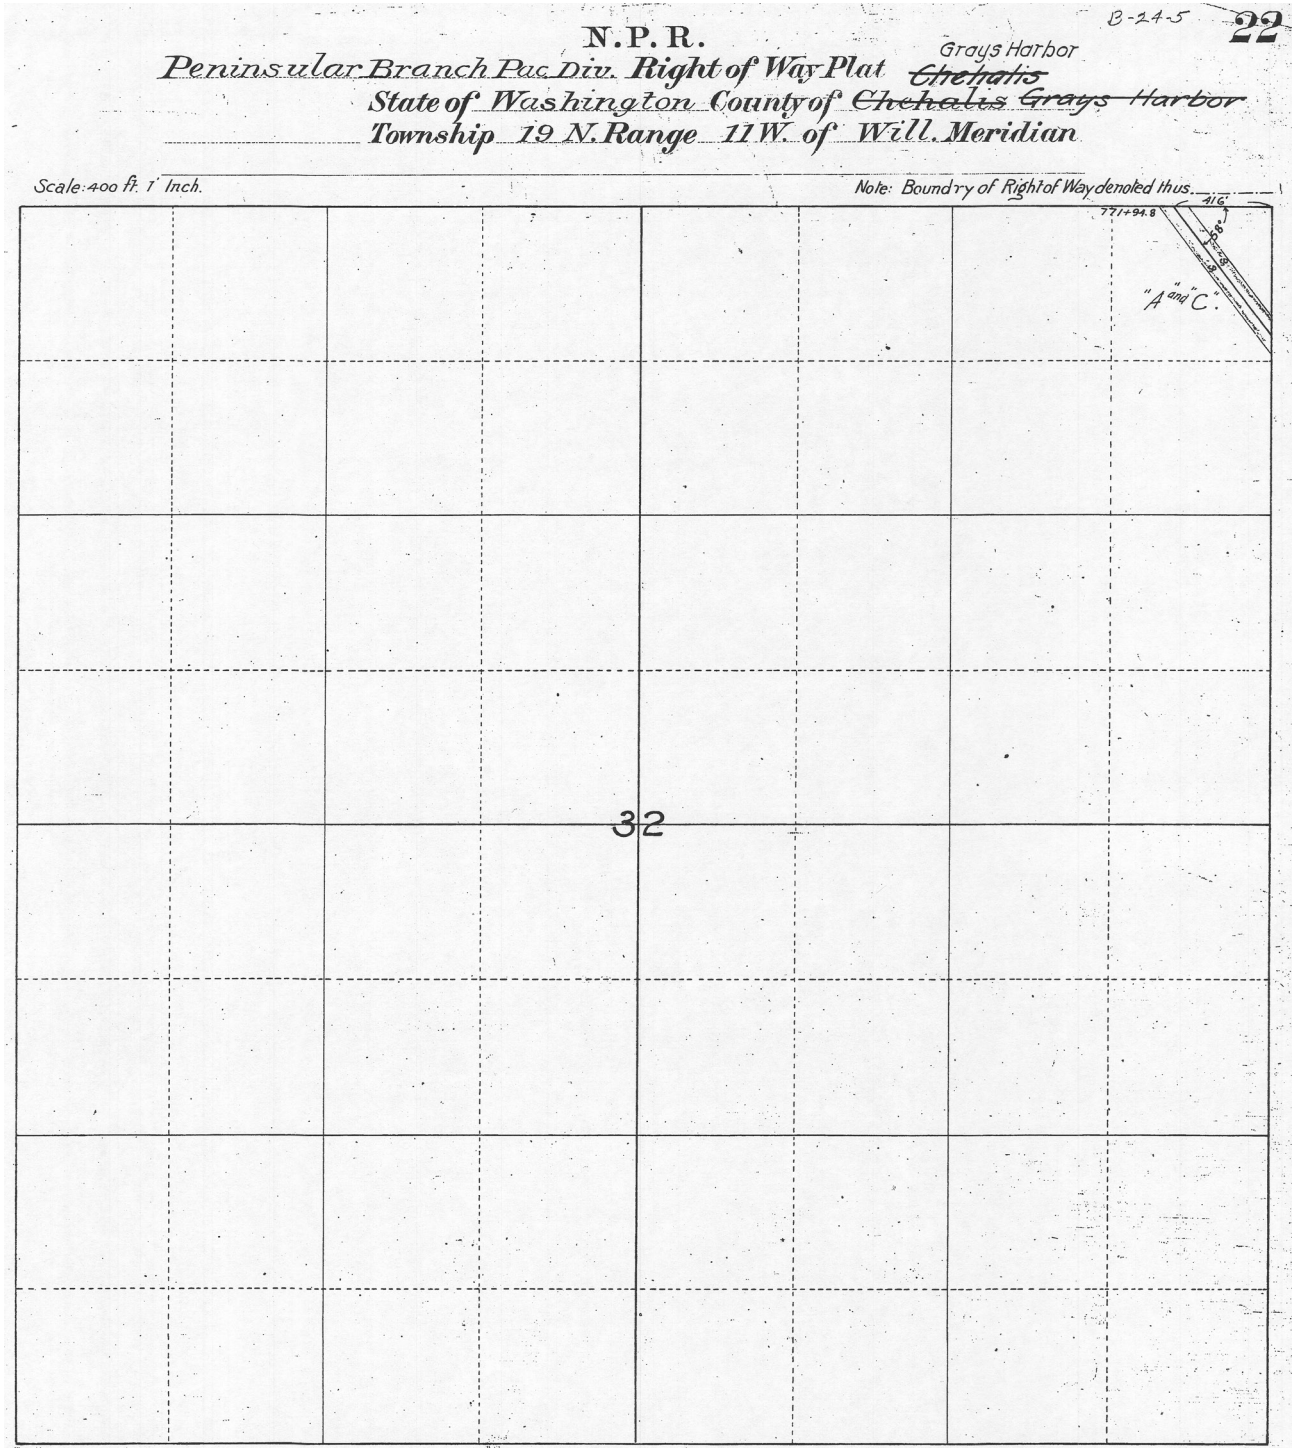 B-24-5 22
N.P.R.
Grays Harbor
Peninsular Branch Pac Div. Right of Way Plat Chehalis
State of Washington County of Chehalis Grays Harbor
Township 19 N. Range 11 W. of Will. Meridian
Scale: 400 ft. 1" Inch. Note: Boundry of Right of Way denoted thus
416'
771+94.8
58°
"A" and "C".
32